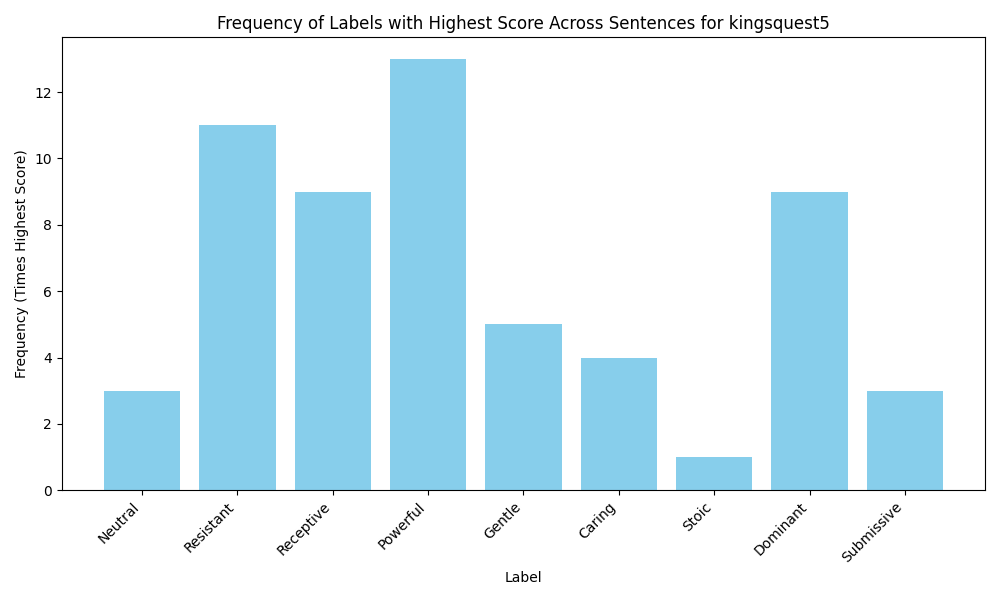 Frequency of Labels with Highest Score Across Sentences for kingsquest5
Frequency (Times Highest Score)
12
10
8
6
4
2
0
Neutral
Resistant
Receptive
Powerful
Gentle
Caring
Stoic
Dominant
Submissive
Label